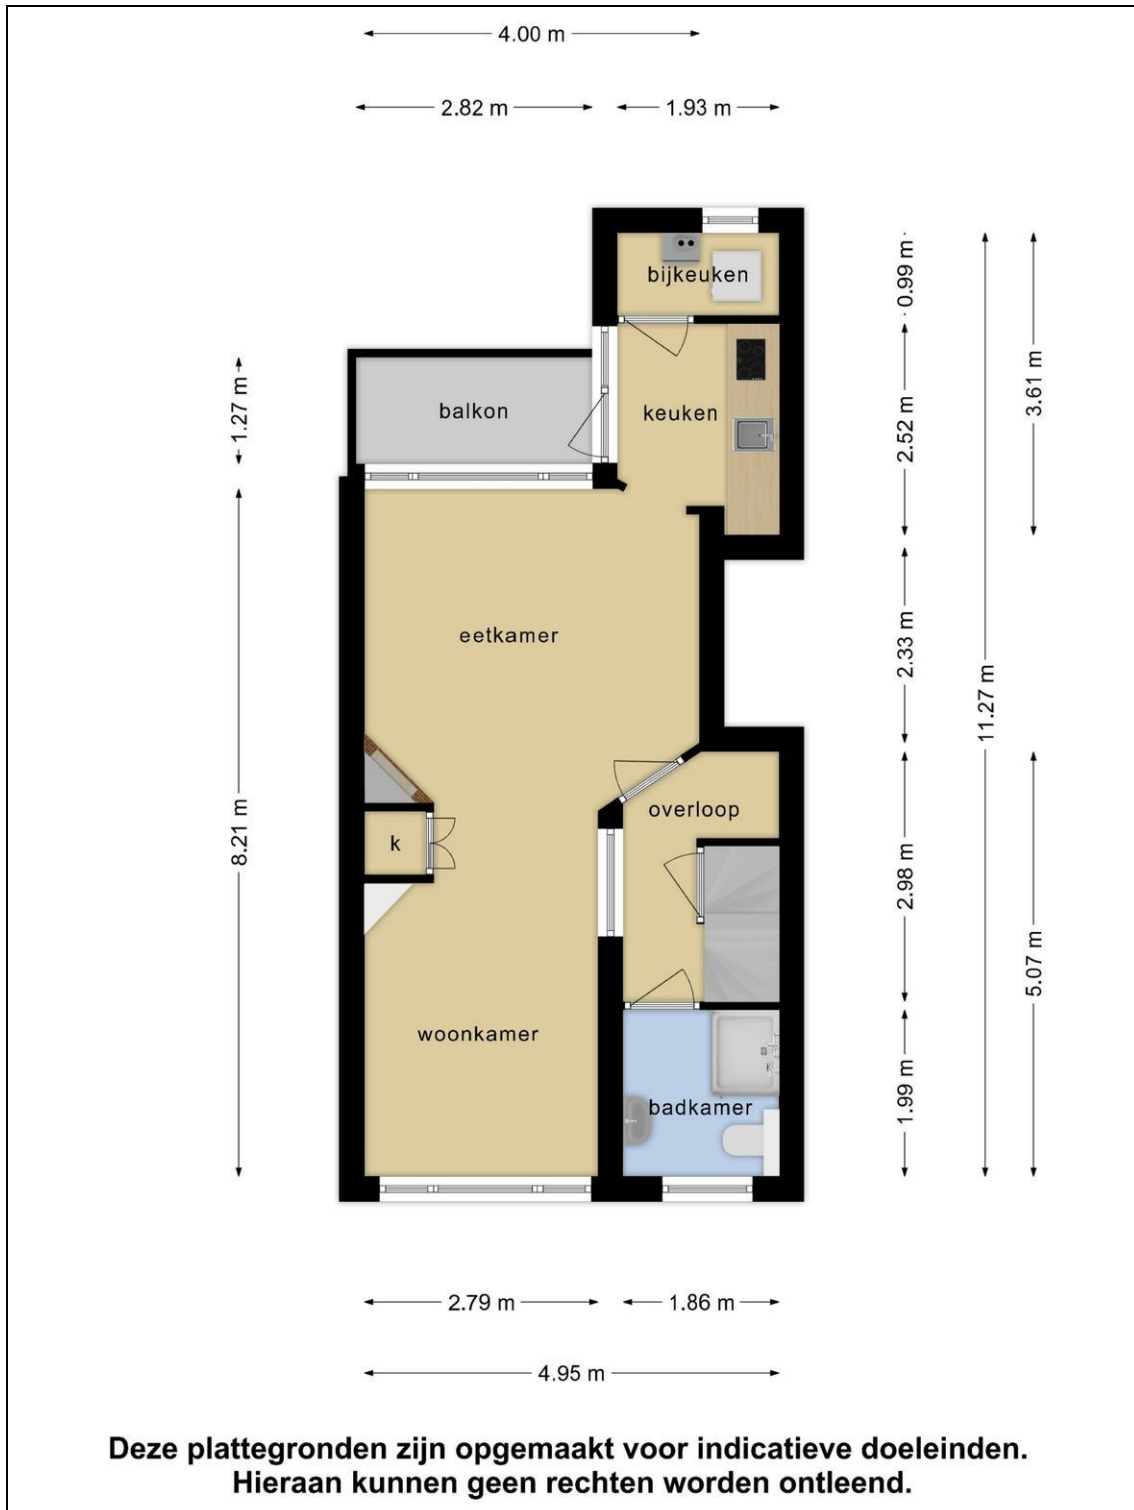 4.00 m
2.82 m
1.93 m
bijkeuken
0.99 m
balkon
keuken
1.27 m
2.52 m
3.61 m
eetkamer
2.33 m
11.27 m
overloop
k
8.21 m
2.98 m
5.07 m
woonkamer
badkamer
1.99 m
2.79 m
1.86 m
4.95 m
Deze plattegronden zijn opgemaakt voor indicatieve doeleinden.
Hieraan kunnen geen rechten worden ontleend.